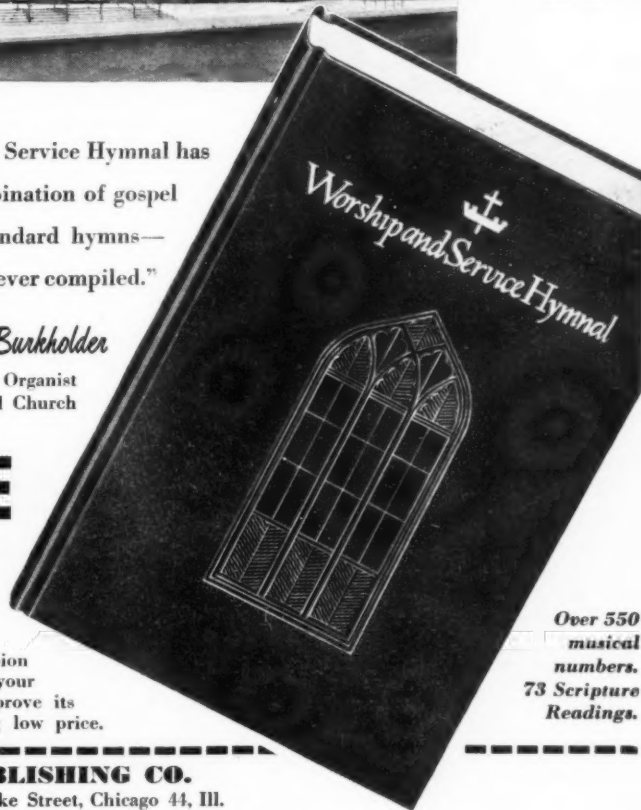 Service Hymnal has
bination of gospel
ndard hymns—
ever compiled."
Burkholder
Organist
l Church
Worship and Service Hymnal
Over 550
musical
numbers.
73 Scripture
Readings.
ion
your
prove its
low price.
BLISHING CO.
ke Street, Chicago 44, Ill.